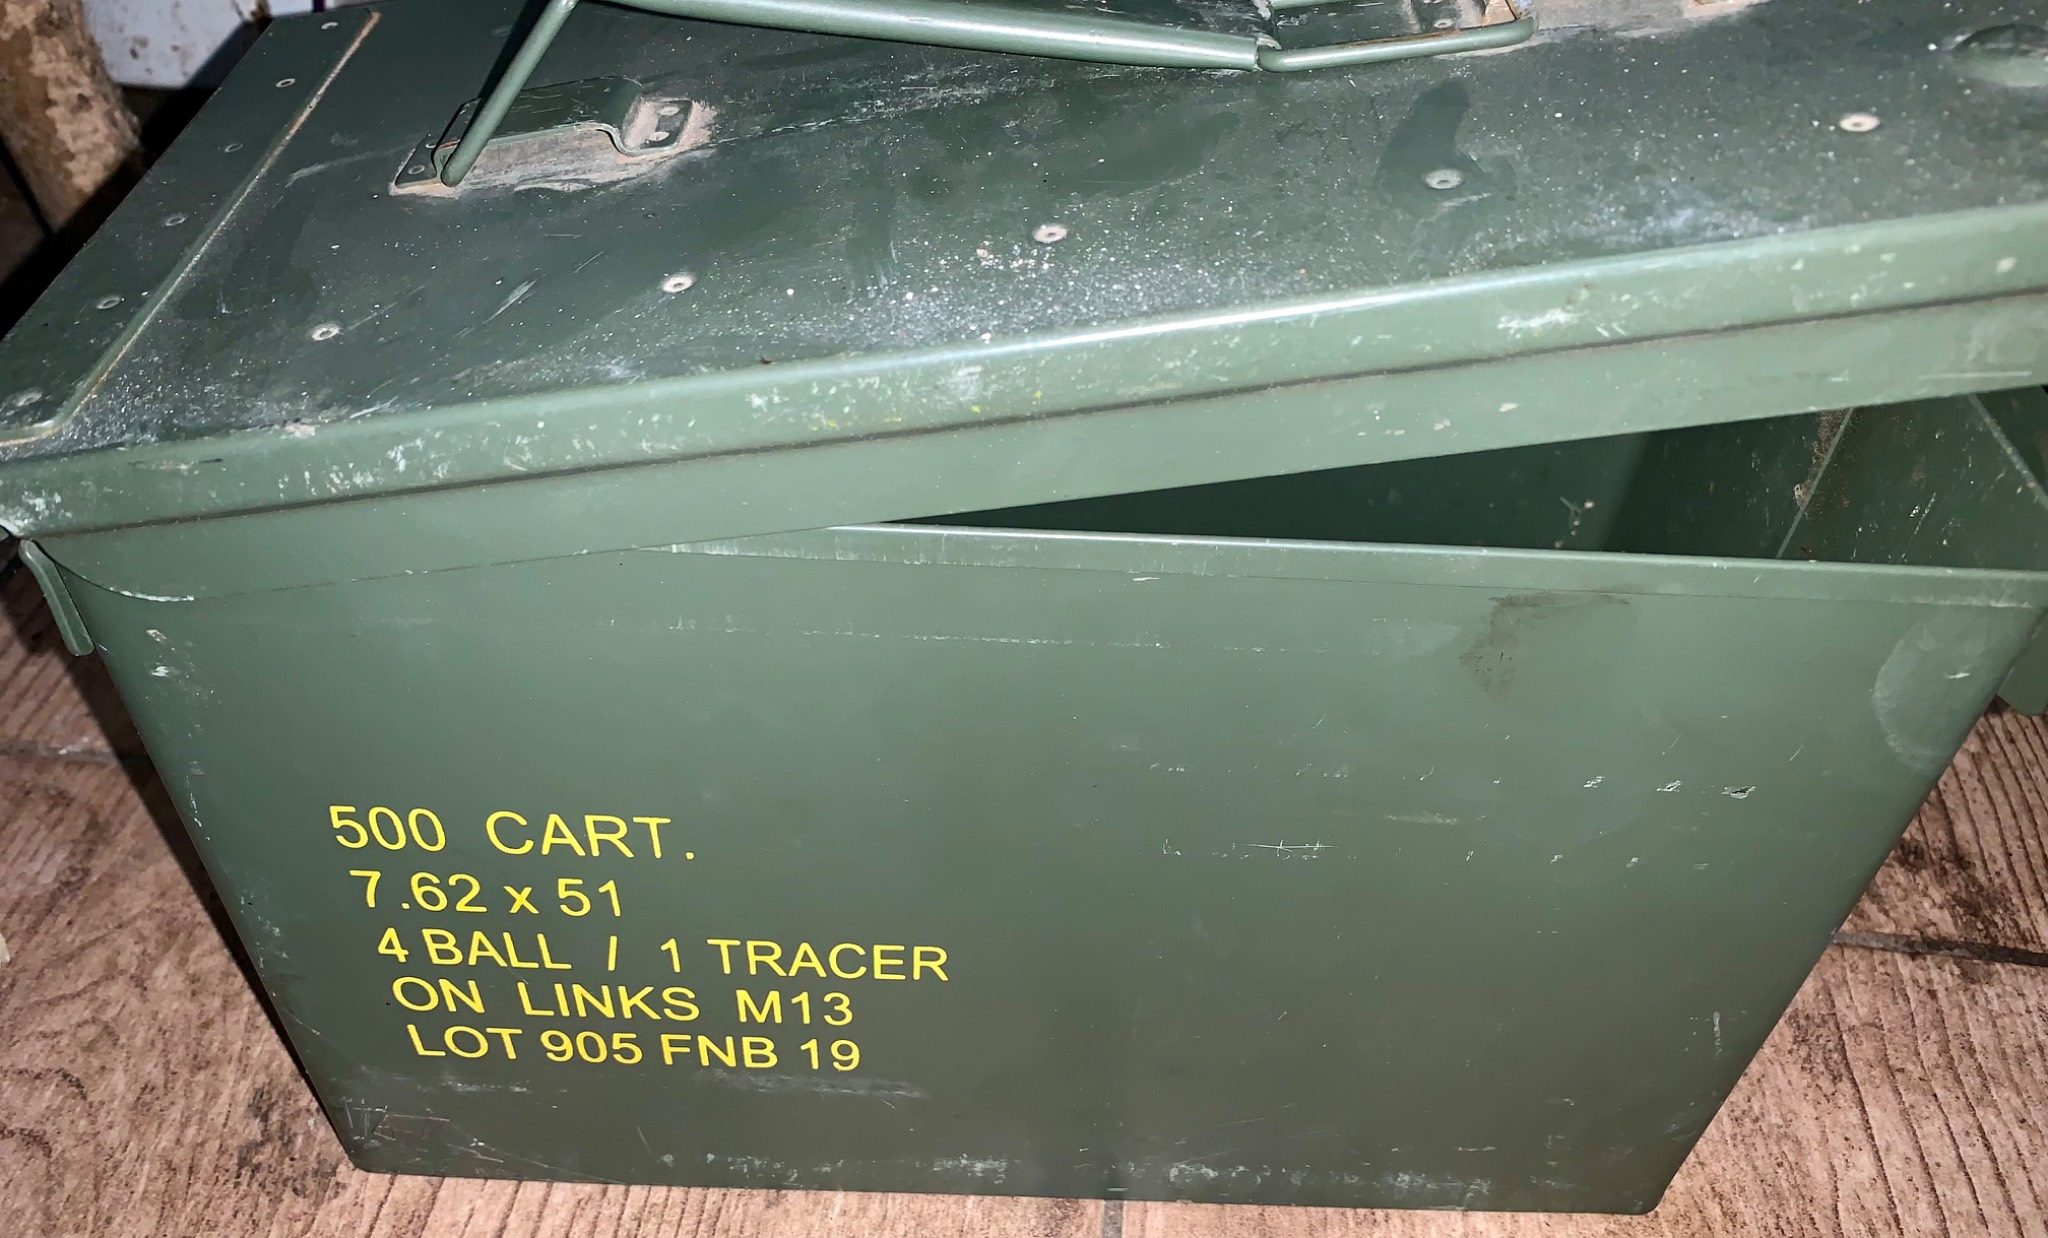 500 CART.
7.62 x 51
4 BALL / 1 TRACER
ON LINKS M13
LOT 905 FNB 19